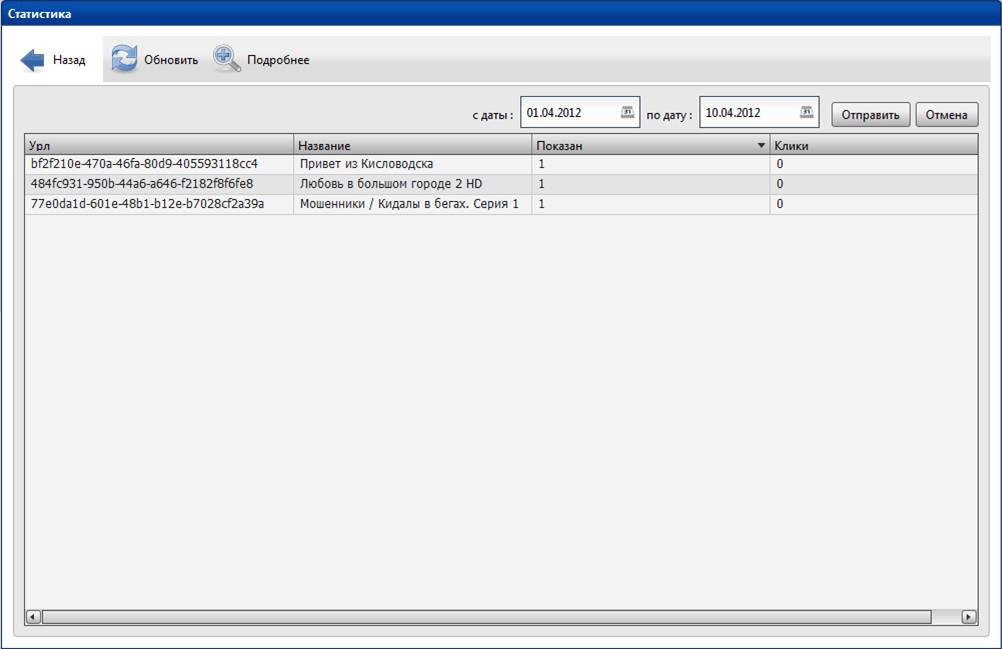 Статистика
Назад Обновить Подробнее
с даты : 01.04.2012 по дату : 10.04.2012 Отправить Отмена
Урл Название Показан Клики
bf2f210e-470a-46fa-80d9-405593118cc4 Привет из Кисловодска 1 0
484fc931-950b-44a6-a646-f2182f8f6fe8 Любовь в большом городе 2 HD 1 0
77e0da1d-601e-48b1-b12e-b7028cf2a39a Мошенники / Кидалы в бегах. Серия 1 1 0